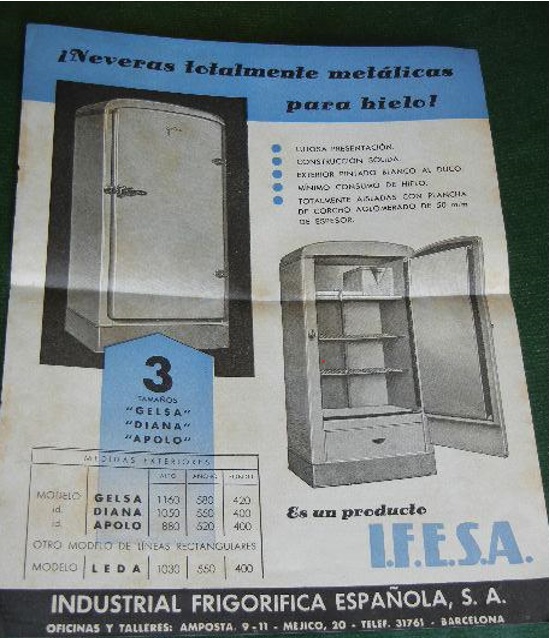 ¡Neveras totalmente metálicas
para hielo!
LUJOSA PRESENTACIÓN.
CONSTRUCCIÓN SÓLIDA.
EXTERIOR PINTADO BLANCO AL DUCO
MÍNIMO CONSUMO DE HIELO.
TOTALMENTE AISLADAS CON PLANCHA
DE CORCHO AGLOMERADO DE 50 m/m
DE ESPESOR.
3
TAMAÑOS
"GELSA"
"DIANA"
"APOLO"
MEDIDAS EXTERIORES
ALTO ANCHO FONDO
MODELO GELSA 1160 580 420
id. DIANA 1050 550 400
id. APOLO 880 520 400
OTRO MODELO DE LÍNEAS RECTANGULARES
MODELO LEDA 1030 550 400
Es un producto
I.F.E.S.A.
INDUSTRIAL FRIGORIFICA ESPAÑOLA, S. A.
OFICINAS Y TALLERES: AMPOSTA, 9-11 - MEJICO, 20 - TELEF. 31761 - BARCELONA